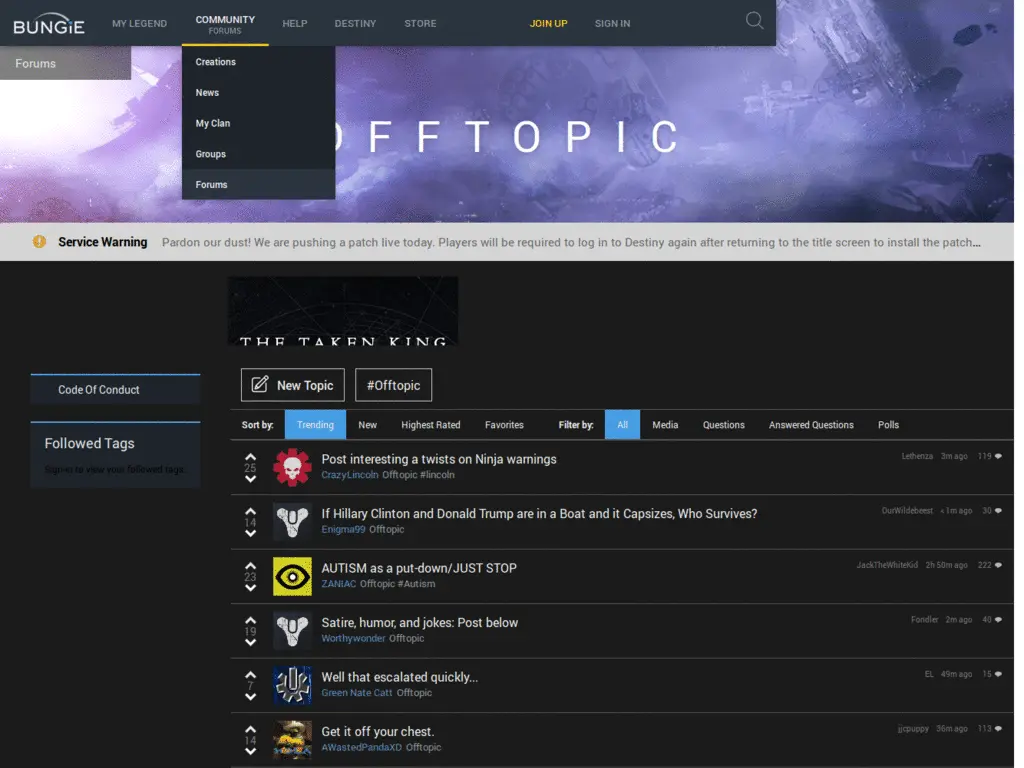 BUNGiE MY LEGEND COMMUNITY HELP DESTINY STORE JOIN UP SIGN IN
FORUMS
Forums
Creations
News
My Clan
Groups
Forums
OFFTOPIC
Service Warning Pardon our dust! We are pushing a patch live today. Players will be required to log in to Destiny again after returning to the title screen to install the patch...
THE TAKEN KING
Code Of Conduct
Followed Tags
Sign-in to view your followed tags.
New Topic #Offtopic
Sort by: Trending New Highest Rated Favorites Filter by: All Media Questions Answered Questions Polls
25 Post interesting a twists on Ninja warnings Lethenza 3m ago 119
CrazyLincoln Offtopic #lincoln
14 If Hillary Clinton and Donald Trump are in a Boat and it Capsizes, Who Survives? OurWildebeest < 1m ago 30
Enigma99 Offtopic
23 AUTISM as a put-down/JUST STOP JackTheWhiteKid 2h 50m ago 222
ZANIAC Offtopic #Autism
19 Satire, humor, and jokes: Post below Fondler 2m ago 40
Worthywonder Offtopic
7 Well that escalated quickly... EL 49m ago 15
Green Nate Catt Offtopic
14 Get it off your chest. jjcpuppy 36m ago 113
AWastedPandaXD Offtopic